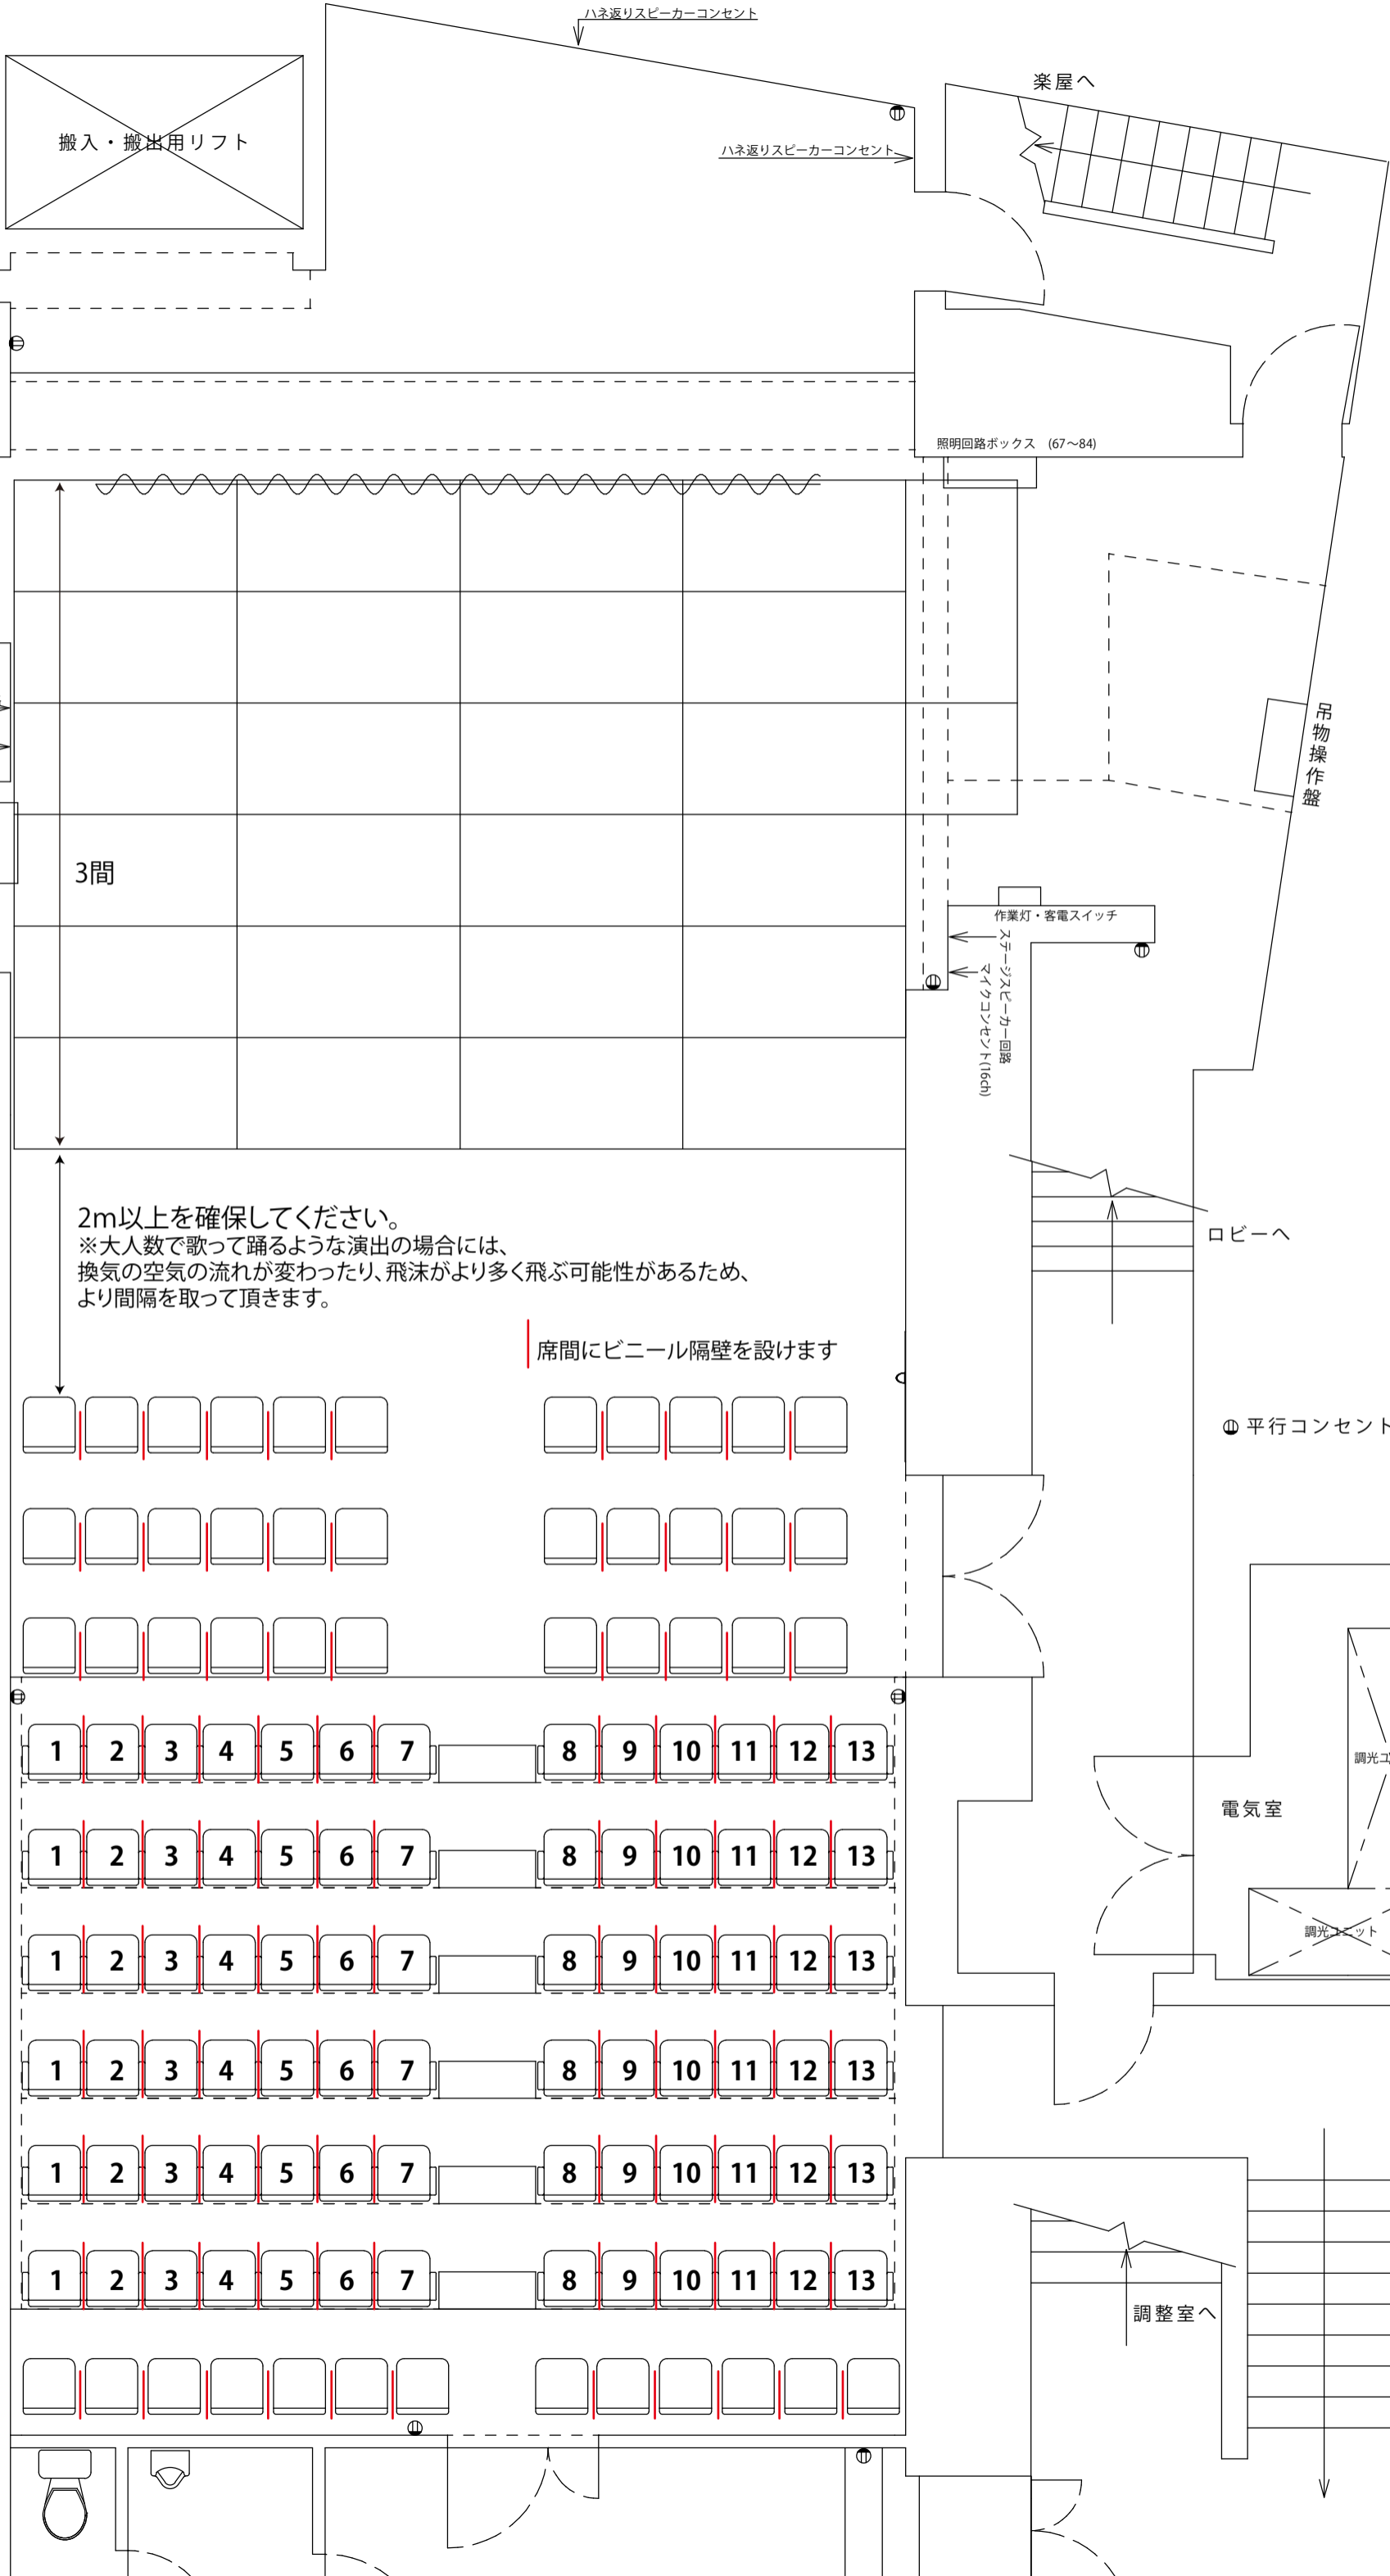 ハネ返りスピーカーコンセント
楽屋へ
搬入・搬出用リフト
ハネ返りスピーカーコンセント
照明回路ボックス (67～84)
吊物操作盤
3間
作業灯・客電スイッチ
ステージスピーカー回路
マイクコンセント(16ch)
2m以上を確保してください。
※大人数で歌って踊るような演出の場合には、
換気の空気の流れが変わったり、飛沫がより多く飛ぶ可能性があるため、
より間隔を取って頂きます。
ロビーへ
席間にビニール隔壁を設けます
平行コンセント
1 2 3 4 5 6 7 8 9 10 11 12 13
調光ユ
電気室
1 2 3 4 5 6 7 8 9 10 11 12 13
調光ユニット
1 2 3 4 5 6 7 8 9 10 11 12 13
1 2 3 4 5 6 7 8 9 10 11 12 13
1 2 3 4 5 6 7 8 9 10 11 12 13
1 2 3 4 5 6 7 8 9 10 11 12 13
調整室へ